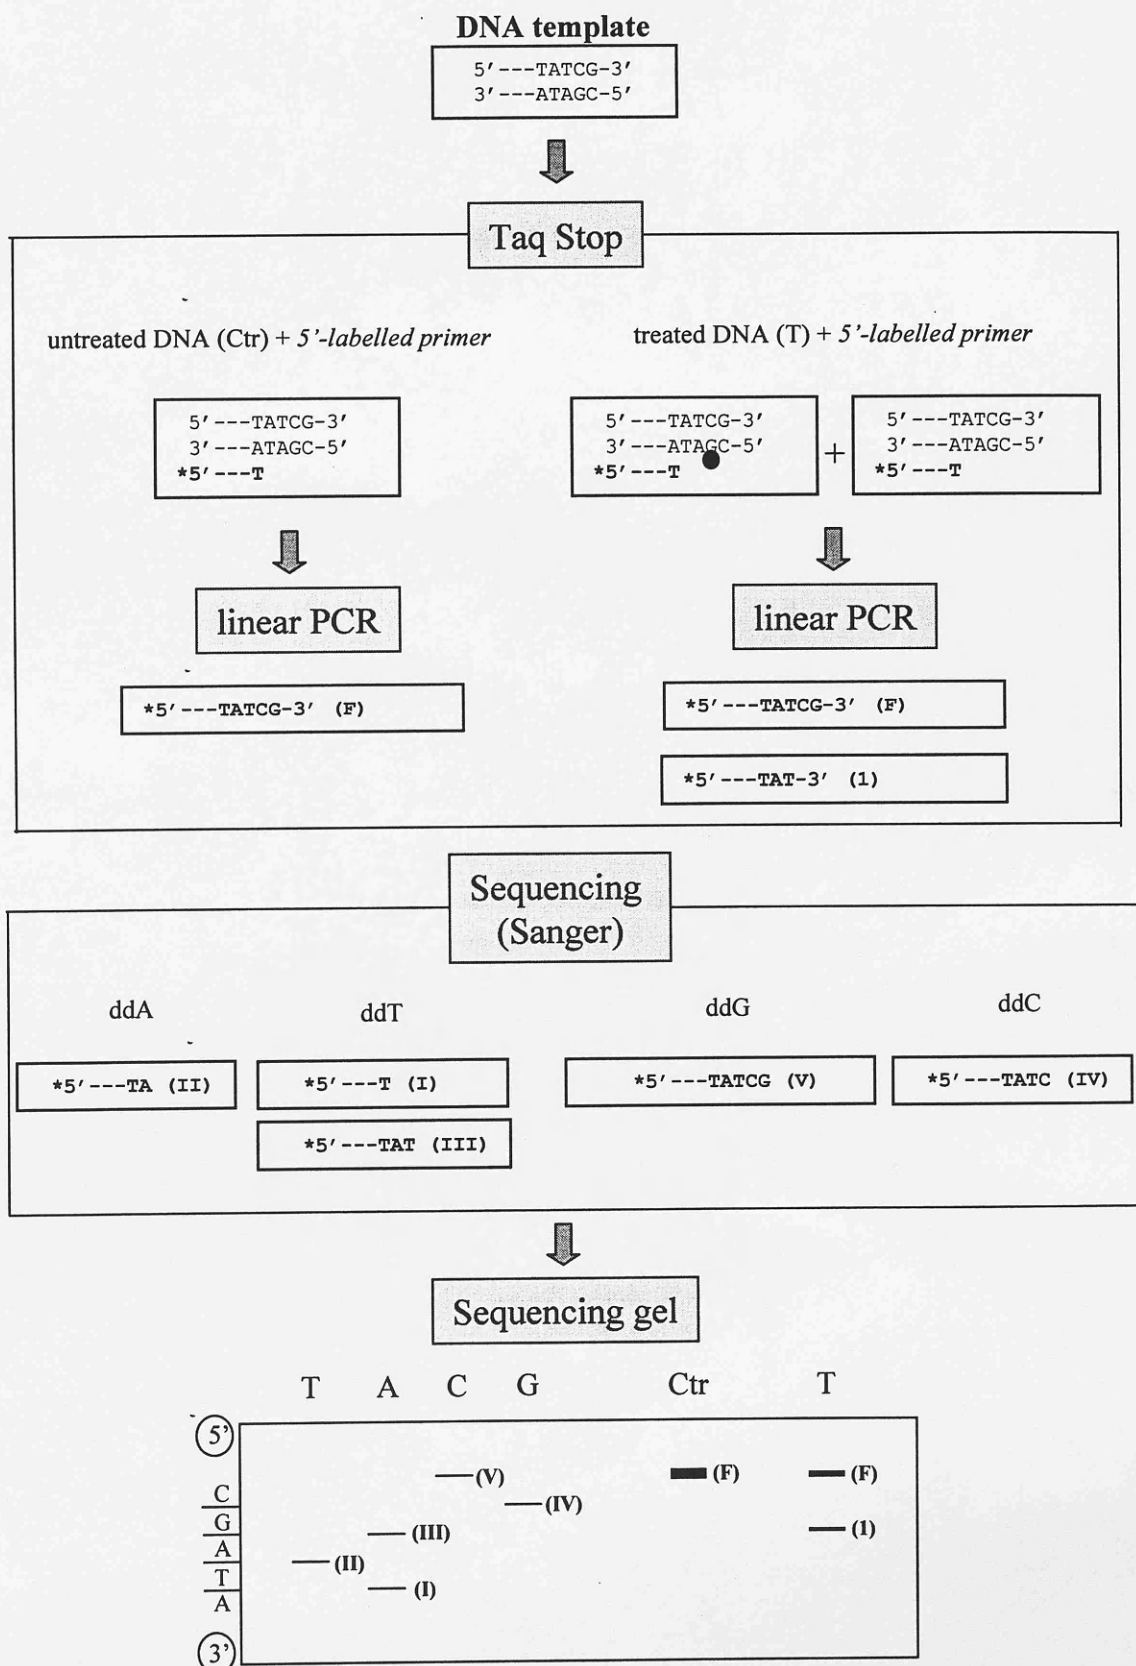 DNA template
5'---TATCG-3'
3'---ATAGC-5'
Taq Stop
untreated DNA (Ctr) + 5'-labelled primer
treated DNA (T) + 5'-labelled primer
5'---TATCG-3'
3'---ATAGC-5'
*5'---T
5'---TATCG-3'
3'---ATAGC-5'
*5'---T
+
5'---TATCG-3'
3'---ATAGC-5'
*5'---T
linear PCR
linear PCR
*5'---TATCG-3' (F)
*5'---TATCG-3' (F)
*5'---TAT-3' (1)
Sequencing
(Sanger)
ddA
ddT
ddG
ddC
*5'---TA (II)
*5'---T (I)
*5'---TATCG (V)
*5'---TATC (IV)
*5'---TAT (III)
Sequencing gel
T A C G Ctr T
5'
(V) (F) (F)
C
(IV)
G
(III) (1)
A
(II)
T
(I)
A
3'